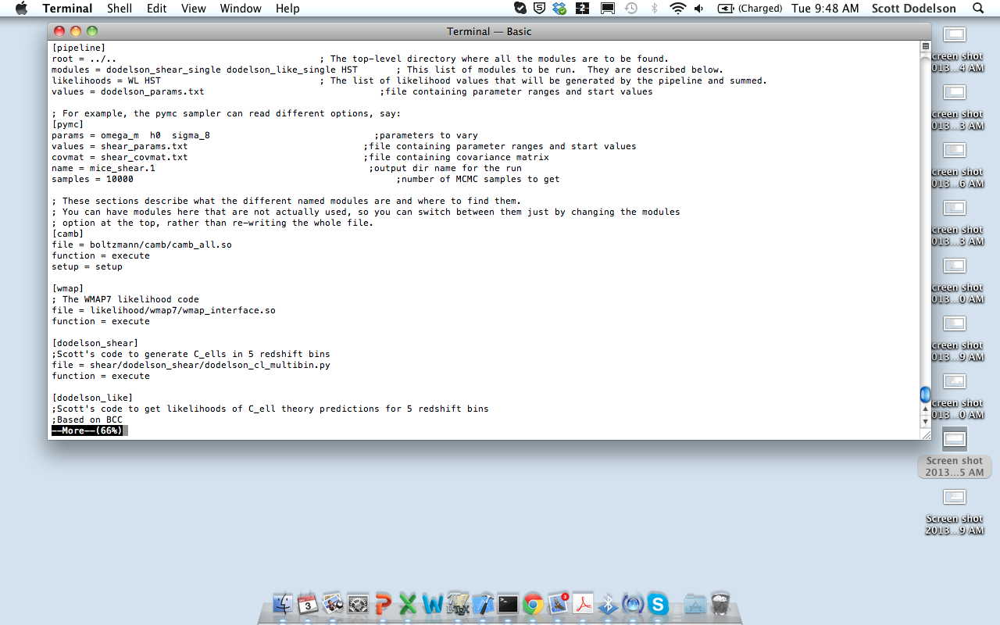 Terminal Shell Edit View Window Help (Charged) Tue 9:48 AM Scott Dodelson
Terminal — Basic
[pipeline]
root = ../.. ; The top-level directory where all the modules are to be found.
modules = dodelson_shear_single dodelson_like_single HST ; This list of modules to be run. They are described below.
likelihoods = WL HST ; The list of likelihood values that will be generated by the pipeline and summed.
values = dodelson_params.txt ;file containing parameter ranges and start values
; For example, the pymc sampler can read different options, say:
[pymc]
params = omega_m h0 sigma_8 ;parameters to vary
values = shear_params.txt ;file containing parameter ranges and start values
covmat = shear_covmat.txt ;file containing covariance matrix
name = mice_shear.1 ;output dir name for the run
samples = 10000 ;number of MCMC samples to get
; These sections describe what the different named modules are and where to find them.
; You can have modules here that are not actually used, so you can switch between them just by changing the modules
; option at the top, rather than re-writing the whole file.
[camb]
file = boltzmann/camb/camb_all.so
function = execute
setup = setup
[wmap]
; The WMAP7 likelihood code
file = likelihood/wmap7/wmap_interface.so
function = execute
[dodelson_shear]
;Scott's code to generate C_ells in 5 redshift bins
file = shear/dodelson_shear/dodelson_cl_multibin.py
function = execute
[dodelson_like]
;Scott's code to get likelihoods of C_ell theory predictions for 5 redshift bins
;Based on BCC
--More--(66%)
creen shot
013...4 AM
creen shot
013...3 AM
creen shot
013...6 AM
creen shot
013...3 AM
creen shot
013...0 AM
creen shot
013...9 AM
creen shot
013...0 AM
Screen shot
2013...5 AM
Screen shot
2013...9 AM